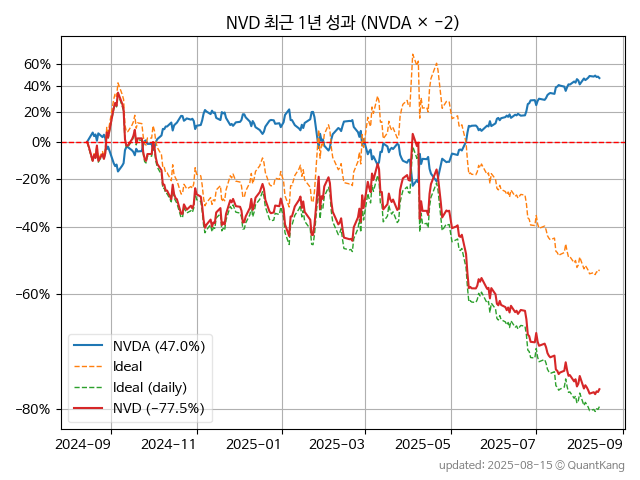 NVD 최근 1년 성과 (NVDA × −2)
60%
40%
20%
0%
−20%
−40%
−60%
−80%
NVDA (47.0%)
Ideal
Ideal (daily)
NVD (−77.5%)
2024−09
2024−11
2025−01
2025−03
2025−05
2025−07
2025−09
updated: 2025−08−15 ⓒ QuantKang